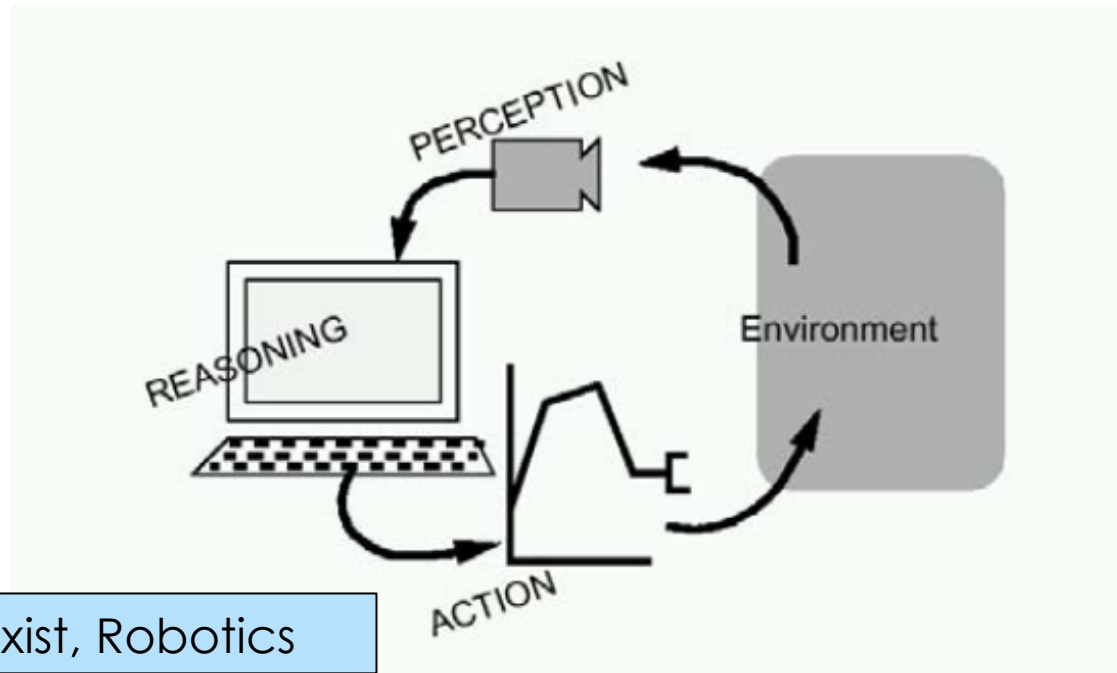 PERCEPTION
REASONING
Environment
ACTION
xist, Robotics